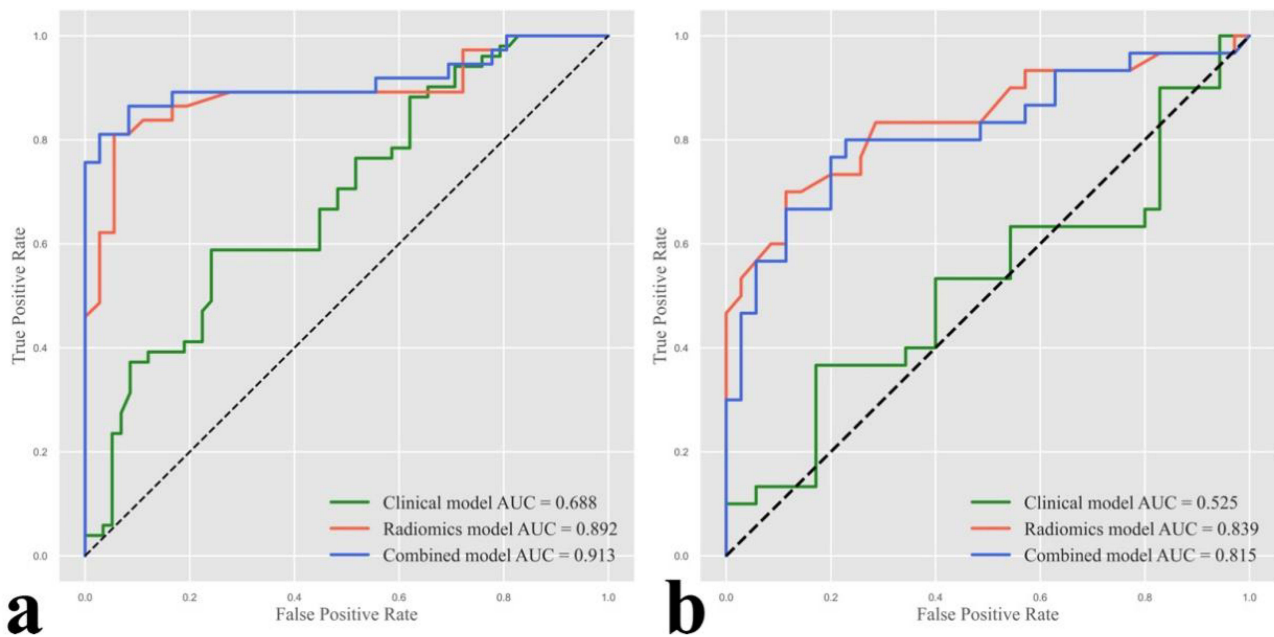 1.0
0.8
0.6
0.4
0.2
0.0
True Positive Rate
Clinical model AUC = 0.688
Radiomics model AUC = 0.892
Combined model AUC = 0.913
0.0 0.2 0.4 0.6 0.8 1.0
False Positive Rate
a
1.0
0.8
0.6
0.4
0.2
0.0
True Positive Rate
Clinical model AUC = 0.525
Radiomics model AUC = 0.839
Combined model AUC = 0.815
0.0 0.2 0.4 0.6 0.8 1.0
False Positive Rate
b